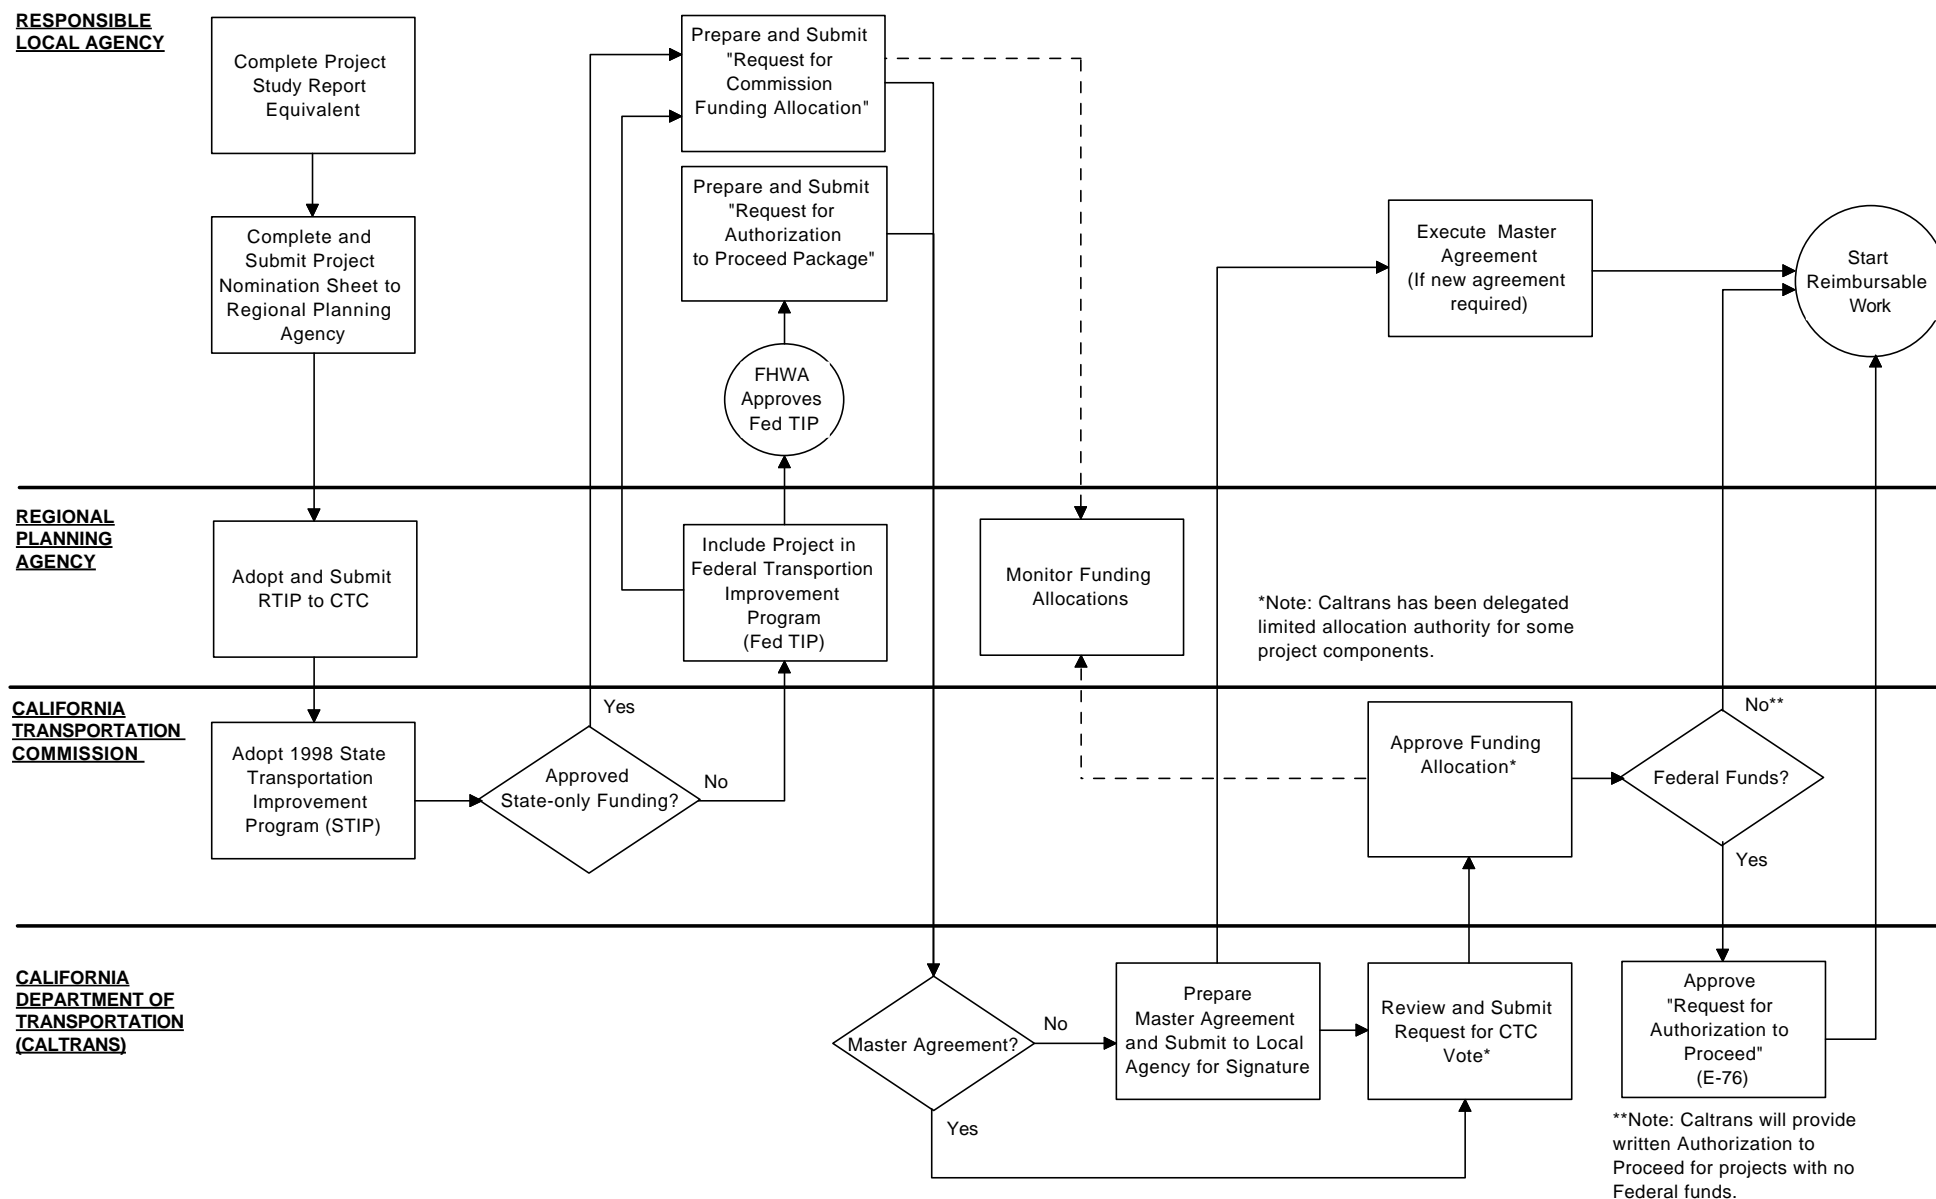 RESPONSIBLE
LOCAL AGENCY
Complete Project
Study Report
Equivalent
Complete and
Submit Project
Nomination Sheet to
Regional Planning
Agency
Prepare and Submit
"Request for
Commission
Funding Allocation"
Prepare and Submit
"Request for
Authorization
to Proceed Package"
FHWA
Approves
Fed TIP
Execute Master
Agreement
(If new agreement
required)
Start
Reimbursable
Work
REGIONAL
PLANNING
AGENCY
Adopt and Submit
RTIP to CTC
Include Project in
Federal Transportion
Improvement
Program
(Fed TIP)
Monitor Funding
Allocations
*Note: Caltrans has been delegated
limited allocation authority for some
project components.
CALIFORNIA
TRANSPORTATION
COMMISSION
Adopt 1998 State
Transportation
Improvement
Program (STIP)
Approved
State-only Funding?
Yes
No
Approve Funding
Allocation*
Federal Funds?
No**
Yes
CALIFORNIA
DEPARTMENT OF
TRANSPORTATION
(CALTRANS)
Master Agreement?
No
Yes
Prepare
Master Agreement
and Submit to Local
Agency for Signature
Review and Submit
Request for CTC
Vote*
Approve
"Request for
Authorization to
Proceed"
(E-76)
**Note: Caltrans will provide
written Authorization to
Proceed for projects with no
Federal funds.